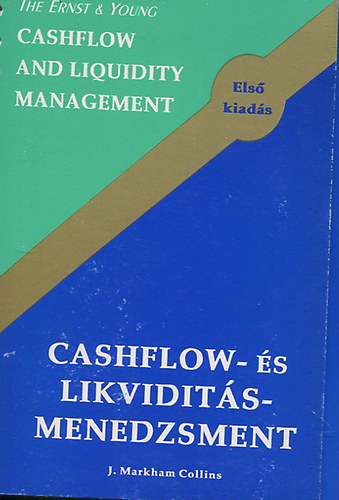 THE ERNST & YOUNG
CASHFLOW
AND LIQUIDITY
MANAGEMENT
Első
kiadás
CASHFLOW- ÉS
LIKVIDITÁS-
MENEDZSMENT
J. Markham Collins